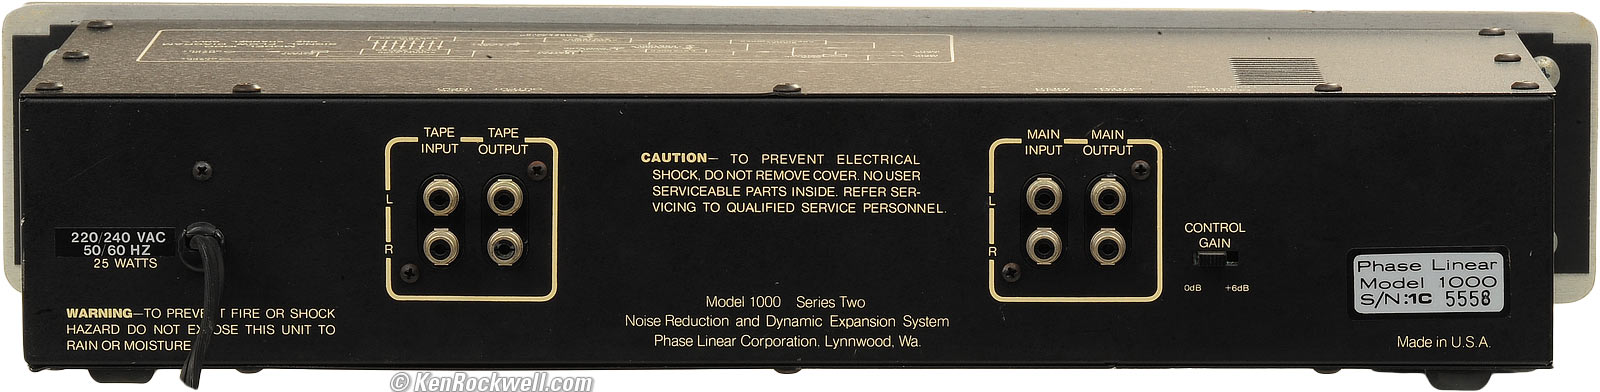 TAPE INPUT
TAPE OUTPUT
L
R
CAUTION— TO PREVENT ELECTRICAL
SHOCK, DO NOT REMOVE COVER. NO USER
SERVICEABLE PARTS INSIDE. REFER SER-
VICING TO QUALIFIED SERVICE PERSONNEL.
MAIN INPUT
MAIN OUTPUT
L
R
CONTROL
GAIN
0dB +6dB
220/240 VAC
50/60 HZ
25 WATTS
WARNING—TO PREVE T FIRE OR SHOCK
HAZARD DO NOT EX OSE THIS UNIT TO
RAIN OR MOISTURE
Model 1000 Series Two
Noise Reduction and Dynamic Expansion System
Phase Linear Corporation, Lynnwood, Wa.
Phase Linear
Model 1000
S/N:1C 5558
Made in U.S.A.
© KenRockwell.com